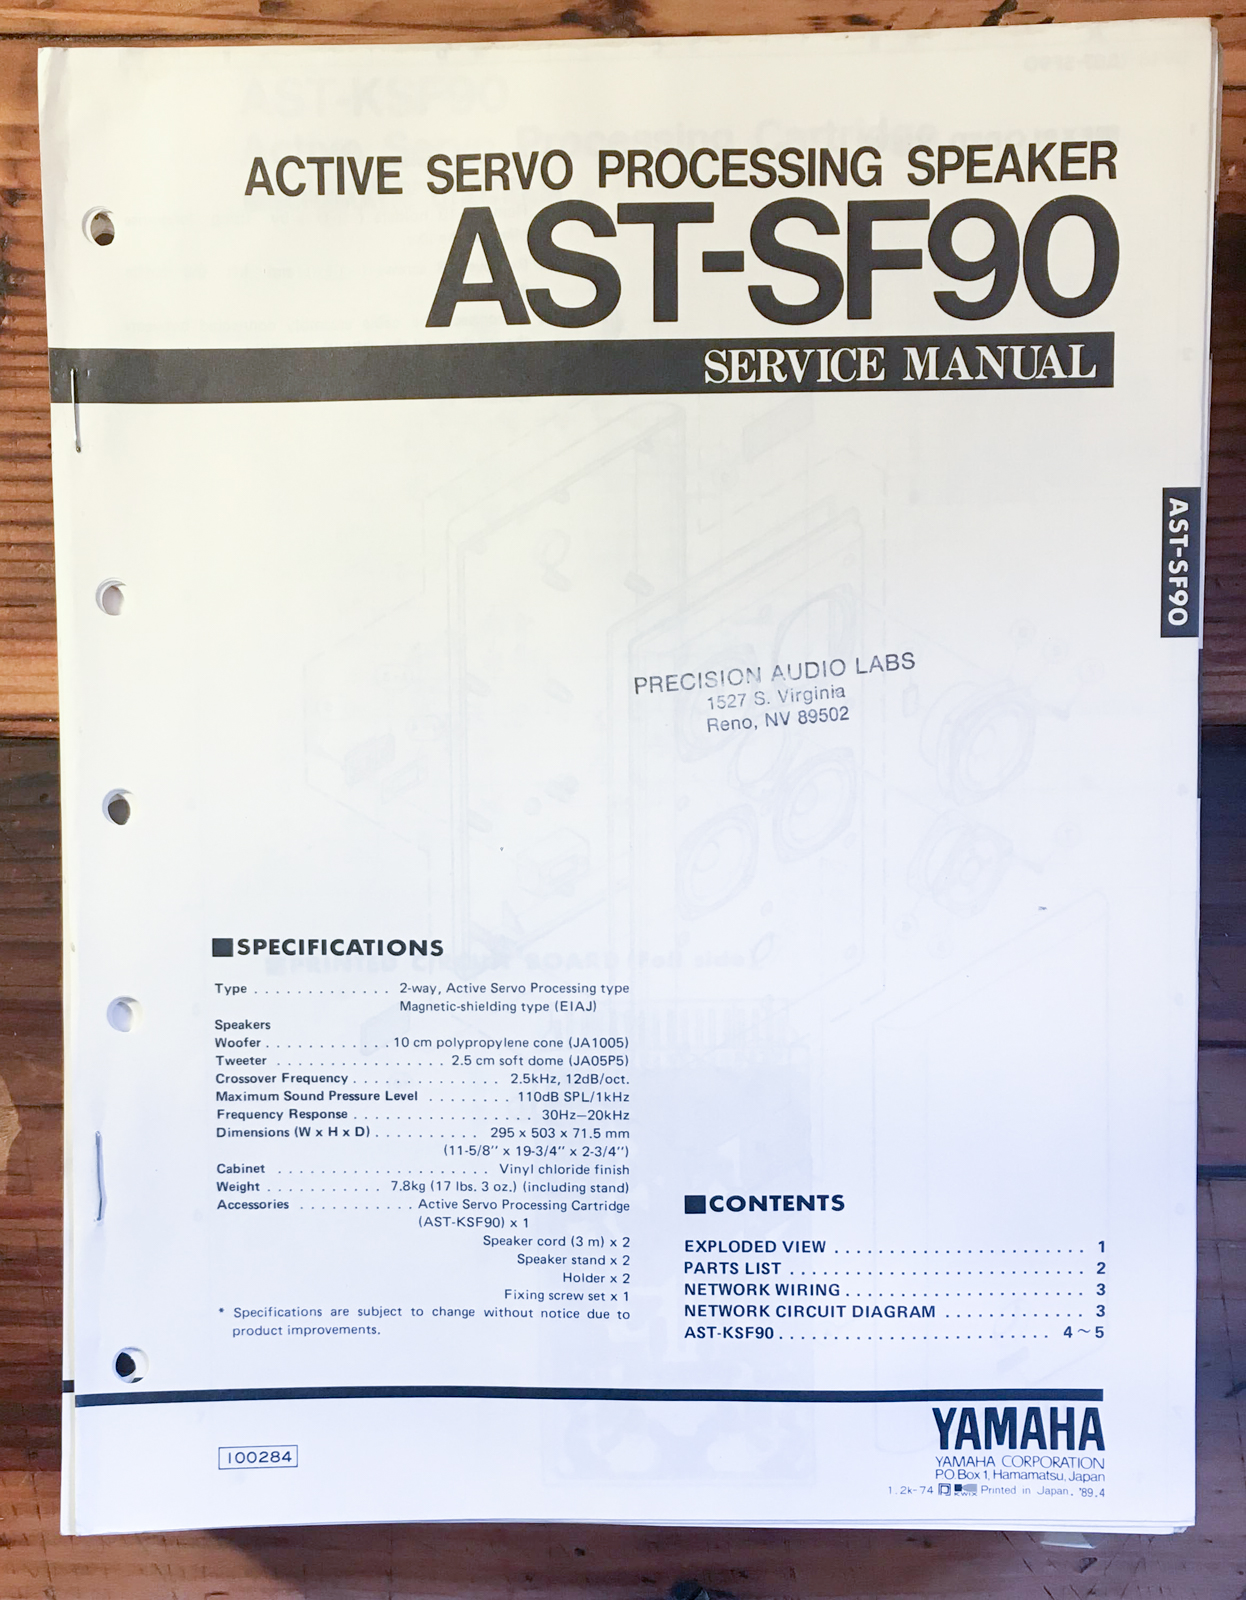 ACTIVE SERVO PROCESSING SPEAKER
AST-SF90
SERVICE MANUAL
AST-SF90
PRECISION AUDIO LABS
1527 S. Virginia
Reno, NV 89502
■SPECIFICATIONS
Type . . . . . . . . . . . . . 2-way, Active Servo Processing type
Magnetic-shielding type (EIAJ)
Speakers
Woofer . . . . . . . . . . . . 10 cm polypropylene cone (JA1005)
Tweeter . . . . . . . . . . . . . . . . 2.5 cm soft dome (JA05P5)
Crossover Frequency . . . . . . . . . . . . . . 2.5kHz, 12dB/oct.
Maximum Sound Pressure Level . . . . . . . . 110dB SPL/1kHz
Frequency Response . . . . . . . . . . . . . . . . . 30Hz—20kHz
Dimensions (W x H x D) . . . . . . . . . . 295 x 503 x 71.5 mm
(11-5/8" x 19-3/4" x 2-3/4")
Cabinet . . . . . . . . . . . . . . . . . . . . Vinyl chloride finish
Weight . . . . . . . . . . . 7.8kg (17 lbs. 3 oz.) (including stand)
Accessories . . . . . . . . . . . Active Servo Processing Cartridge
(AST-KSF90) x 1
Speaker cord (3 m) x 2
Speaker stand x 2
Holder x 2
Fixing screw set x 1
* Specifications are subject to change without notice due to
product improvements.
■CONTENTS
EXPLODED VIEW . . . . . . . . . . . . . . . . . . . . . . . 1
PARTS LIST . . . . . . . . . . . . . . . . . . . . . . . . . . . 2
NETWORK WIRING . . . . . . . . . . . . . . . . . . . . . . 3
NETWORK CIRCUIT DIAGRAM . . . . . . . . . . . . . 3
AST-KSF90 . . . . . . . . . . . . . . . . . . . . . . . . . 4 ~ 5
100284
YAMAHA
YAMAHA CORPORATION
P.O.Box 1, Hamamatsu, Japan
1.2k-74 KWIX Printed in Japan. '89.4